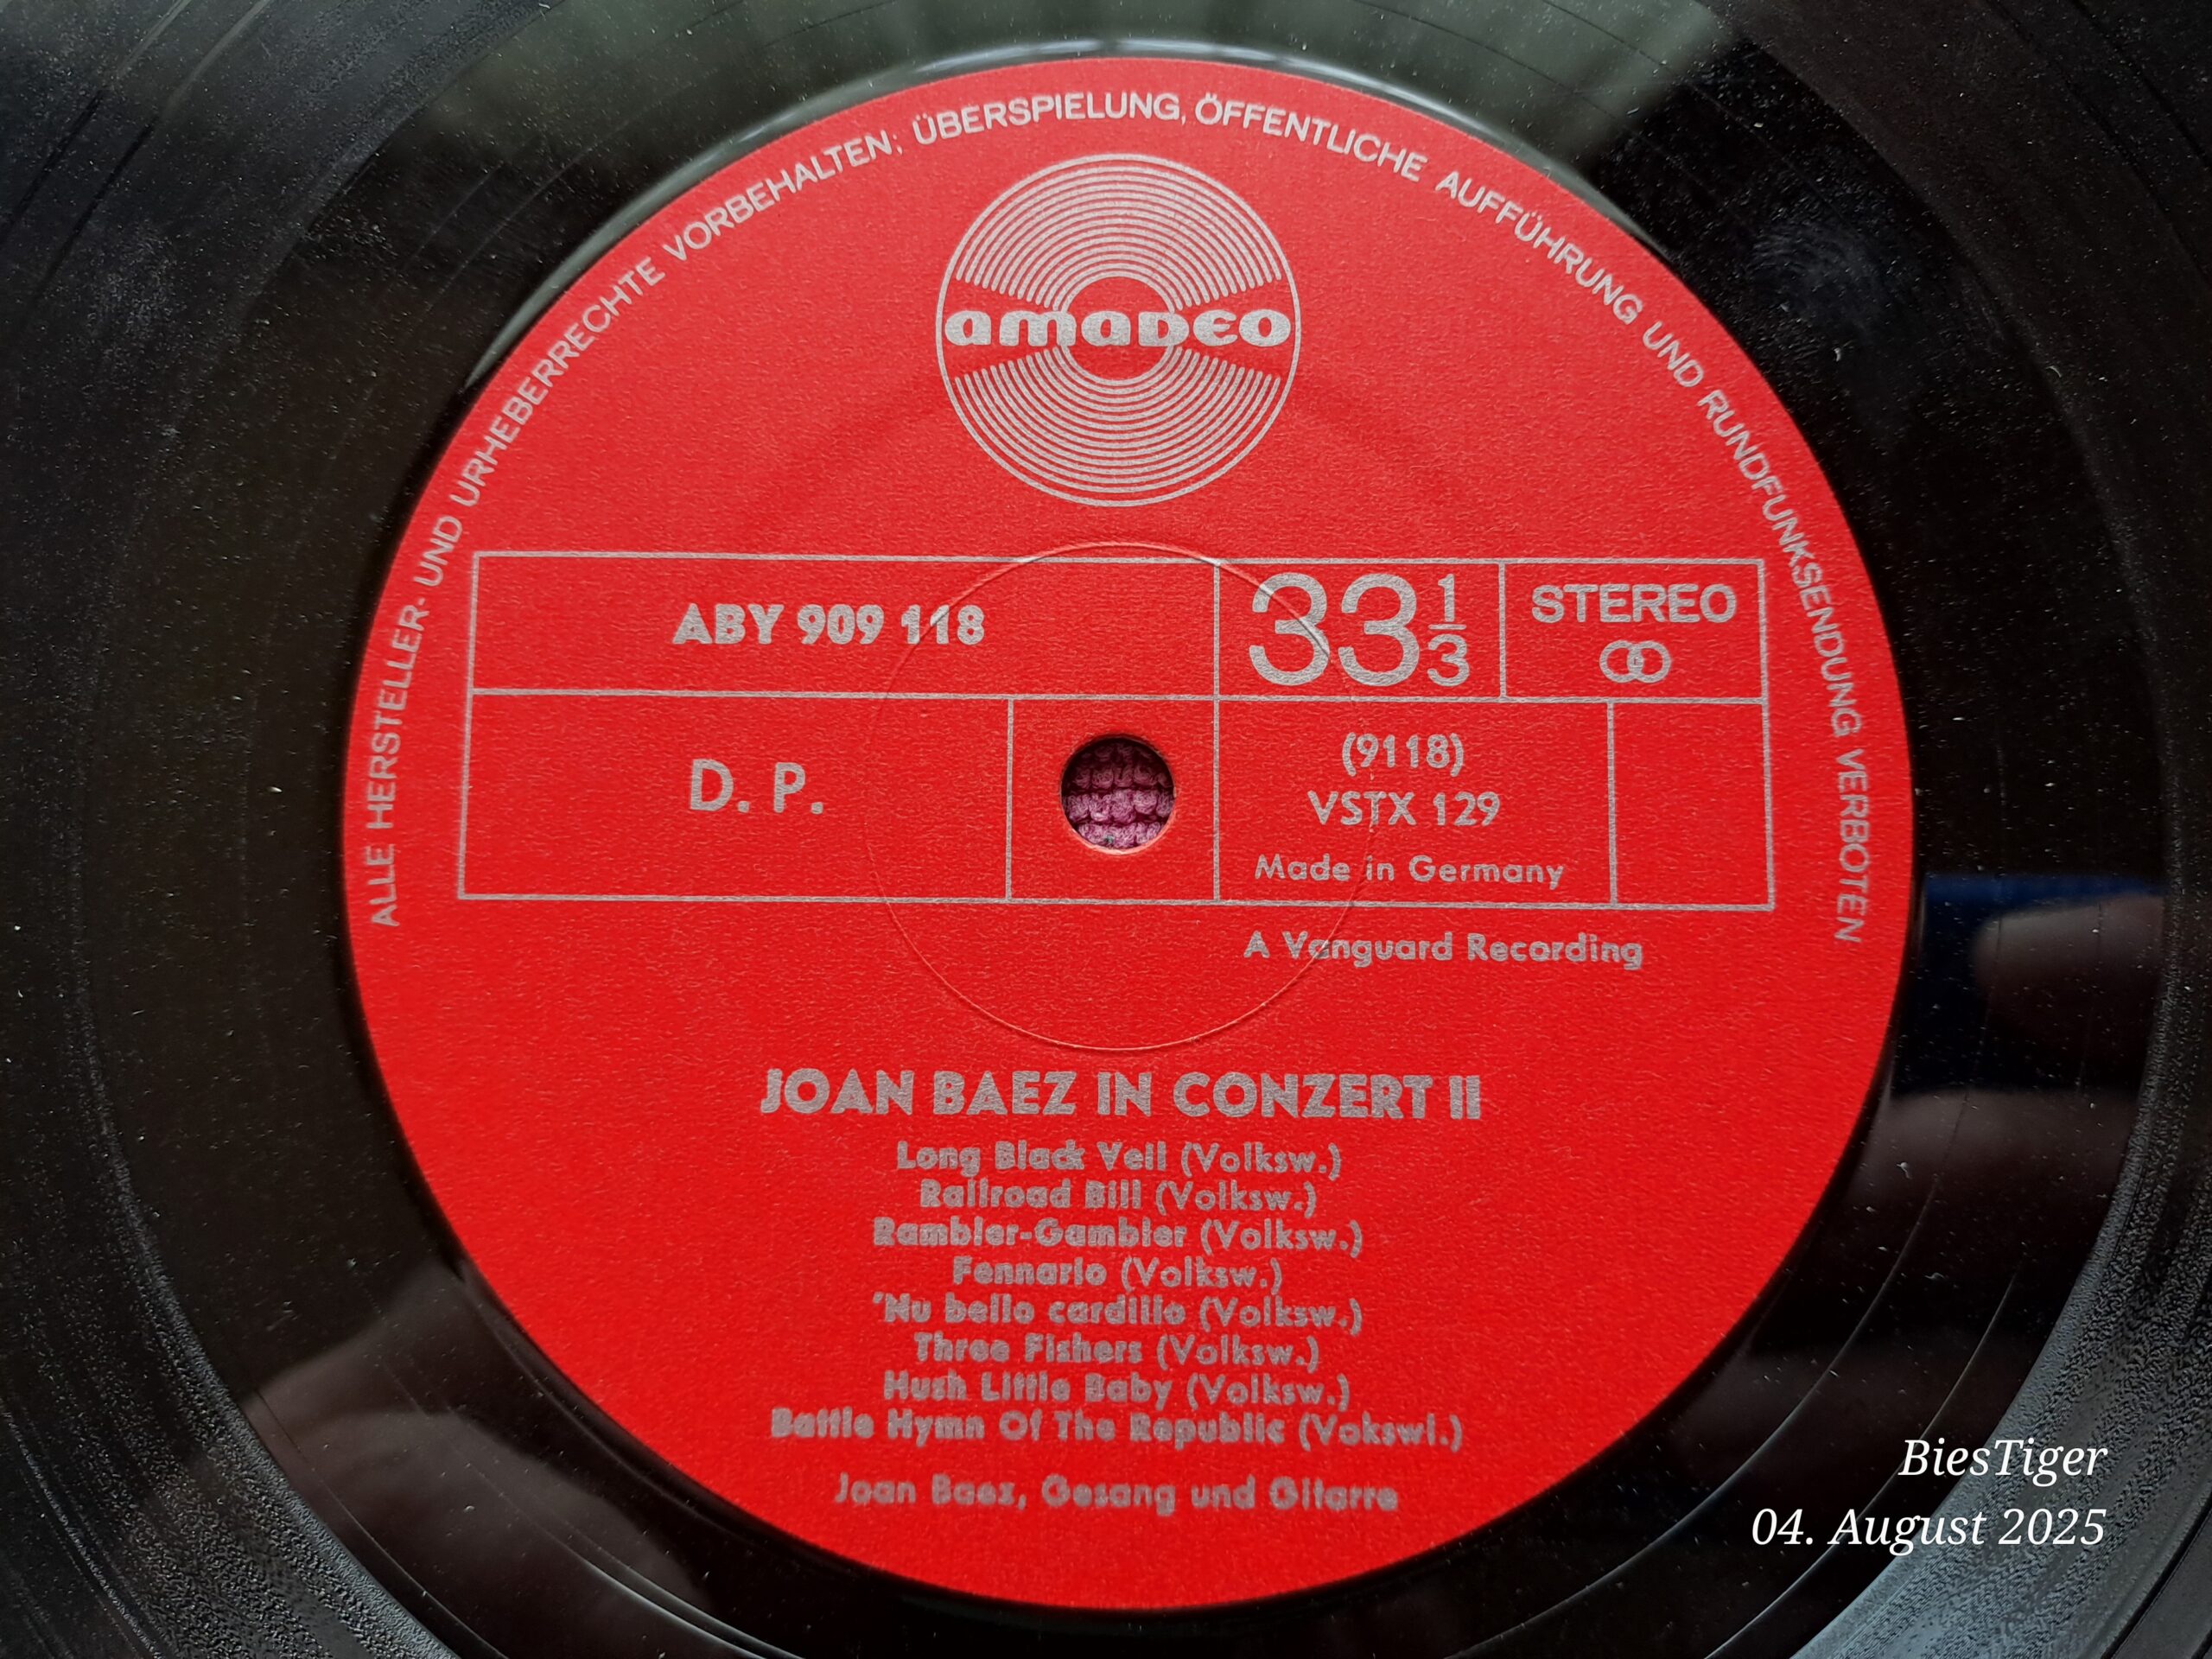 ALLE HERSTELLER- UND URHEBERRECHTE VORBEHALTEN; ÜBERSPIELUNG, ÖFFENTLICHE AUFFÜHRUNG UND RUNDFUNKSENDUNG VERBOTEN
amadeo
ABY 909 118
33 1/3
STEREO
D. P.
(9118)
VSTX 129
Made in Germany
A Vanguard Recording
JOAN BAEZ IN CONZERT II
Long Black Veil (Volksw.)
Railroad Bill (Volksw.)
Rambler-Gambler (Volksw.)
Fennario (Volksw.)
'Nu bello cardillo (Volksw.)
Three Fishers (Volksw.)
Hush Little Baby (Volksw.)
Battle Hymn Of The Republic (Vokswl.)
Joan Baez, Gesang und Gitarre
BiesTiger
04. August 2025